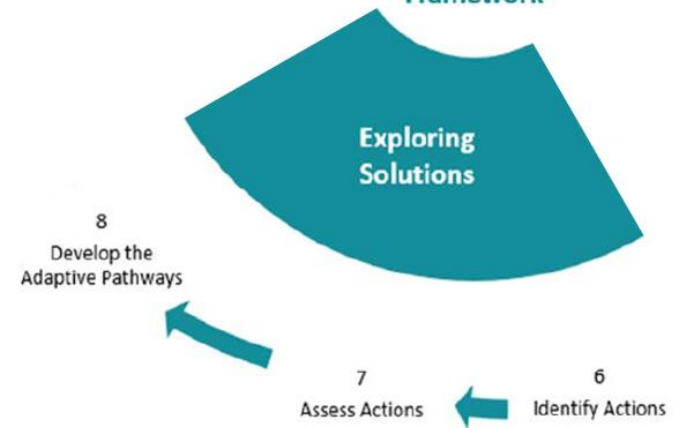 Exploring
Solutions
8
Develop the
Adaptive Pathways
7
Assess Actions
6
Identify Actions